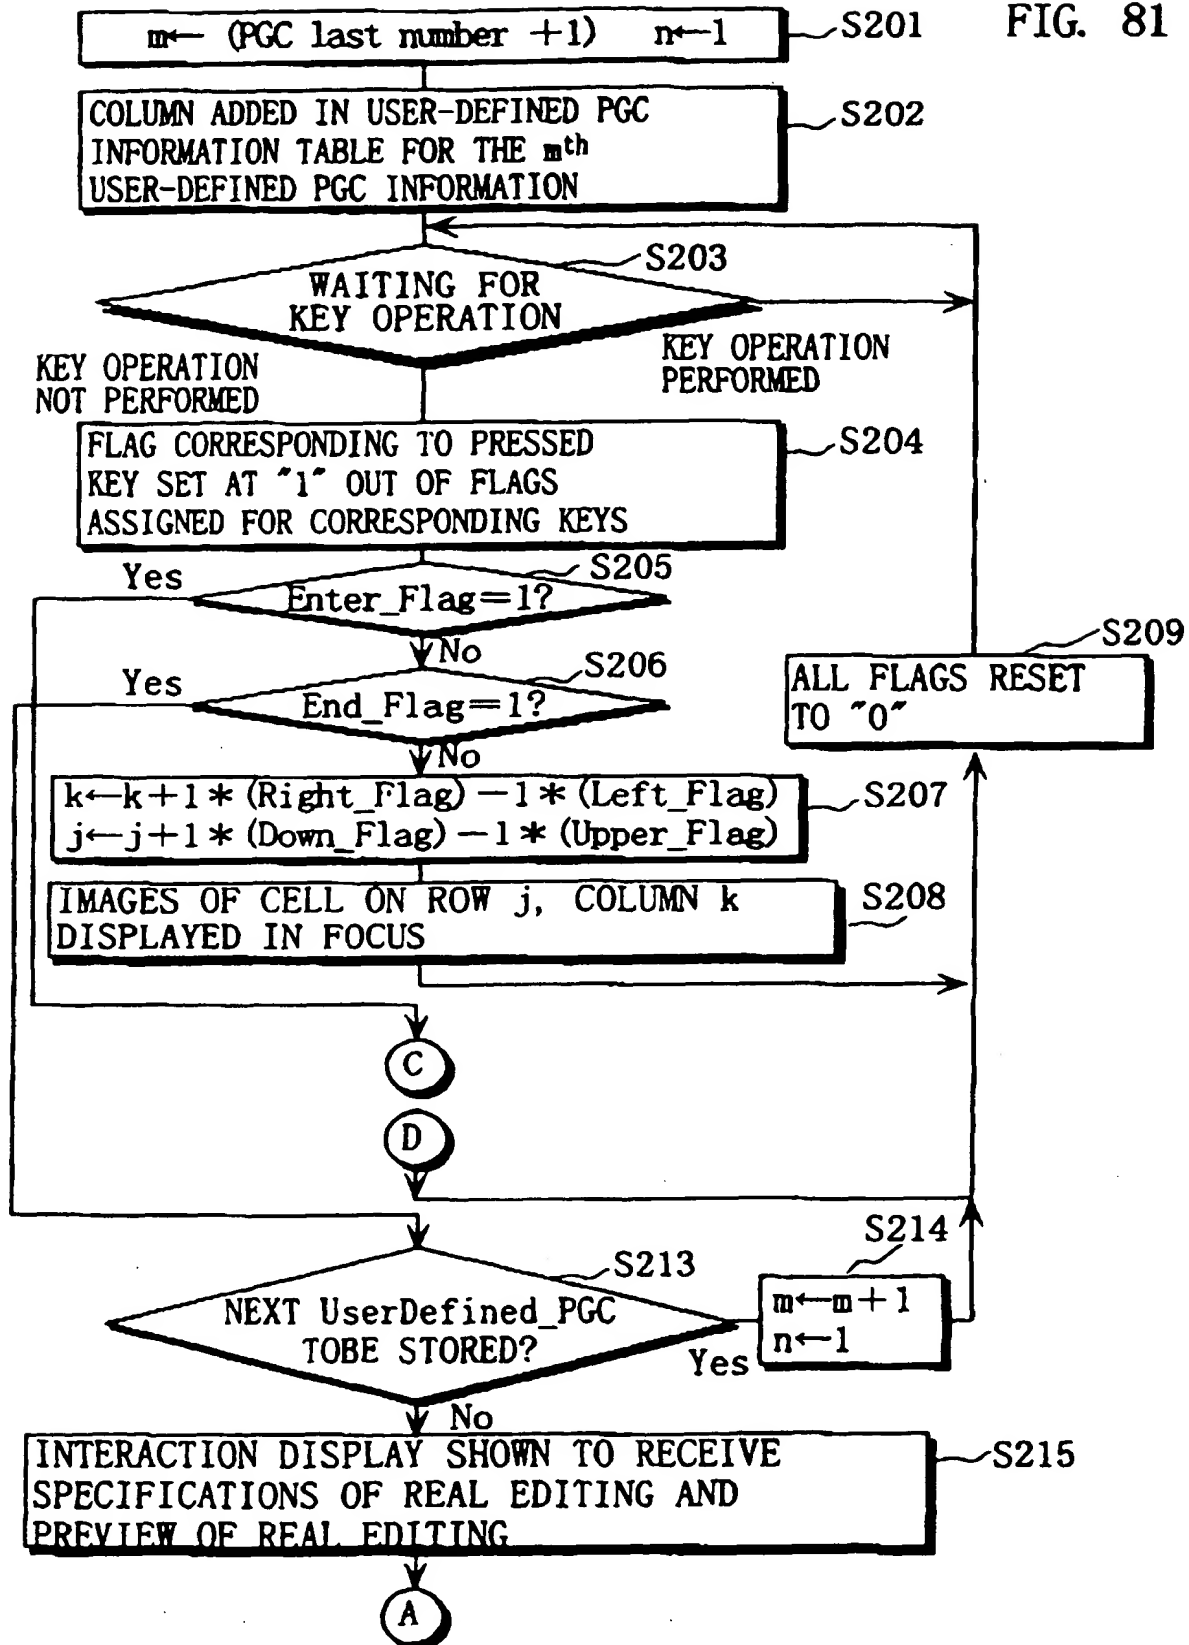 FIG. 81
m← (PGC last number +1) n←1
S201
COLUMN ADDED IN USER-DEFINED PGC
INFORMATION TABLE FOR THE mth
USER-DEFINED PGC INFORMATION
S202
S203
WAITING FOR
KEY OPERATION
KEY OPERATION
NOT PERFORMED
KEY OPERATION
PERFORMED
FLAG CORRESPONDING TO PRESSED
KEY SET AT "1" OUT OF FLAGS
ASSIGNED FOR CORRESPONDING KEYS
S204
Yes
S205
Enter_Flag=1?
No
Yes
S206
End_Flag=1?
No
S209
ALL FLAGS RESET
TO "0"
k←k+1*(Right_Flag)-1*(Left_Flag)
j←j+1*(Down_Flag)-1*(Upper_Flag)
S207
IMAGES OF CELL ON ROW j, COLUMN k
DISPLAYED IN FOCUS
S208
C
D
S213
NEXT UserDefined_PGC
TOBE STORED?
Yes
S214
m←m+1
n←1
No
INTERACTION DISPLAY SHOWN TO RECEIVE
SPECIFICATIONS OF REAL EDITING AND
PREVIEW OF REAL EDITING
S215
A